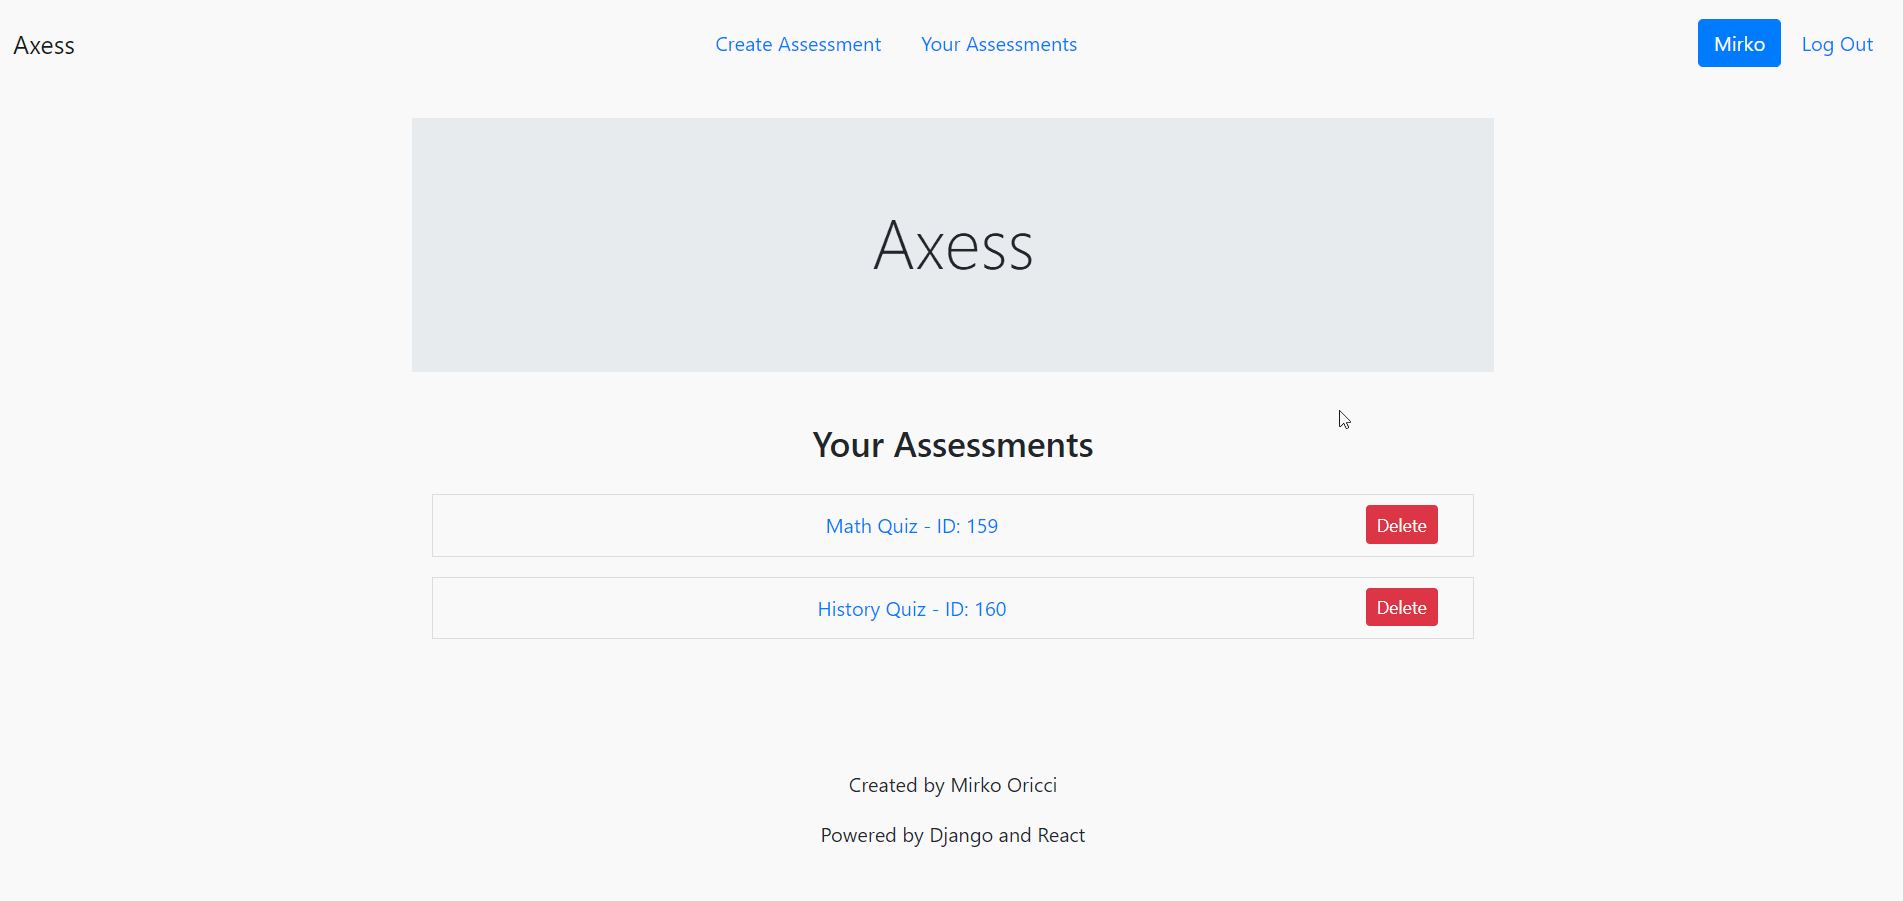 Axess
Create Assessment
Your Assessments
Mirko
Log Out
Axess
Your Assessments
Math Quiz - ID: 159
Delete
History Quiz - ID: 160
Delete
Created by Mirko Oricci
Powered by Django and React